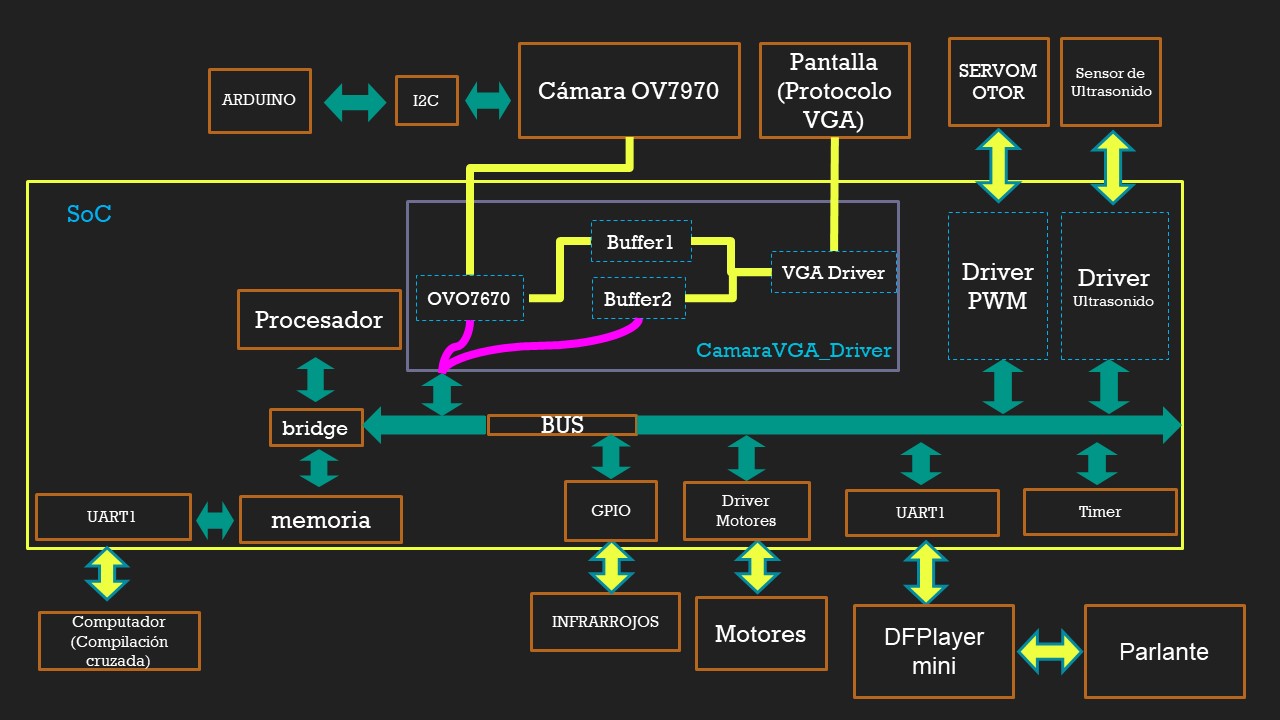 ARDUINO
I2C
Cámara OV7970
Pantalla
(Protocolo
VGA)
SERVOM
OTOR
Sensor de
Ultrasonido
SoC
Buffer1
VGA Driver
OVO7670
Buffer2
CamaraVGA_Driver
Driver
PWM
Driver
Ultrasonido
Procesador
bridge
BUS
UART1
memoria
GPIO
Driver
Motores
UART1
Timer
Computador
(Compilación
cruzada)
INFRARROJOS
Motores
DFPlayer
mini
Parlante